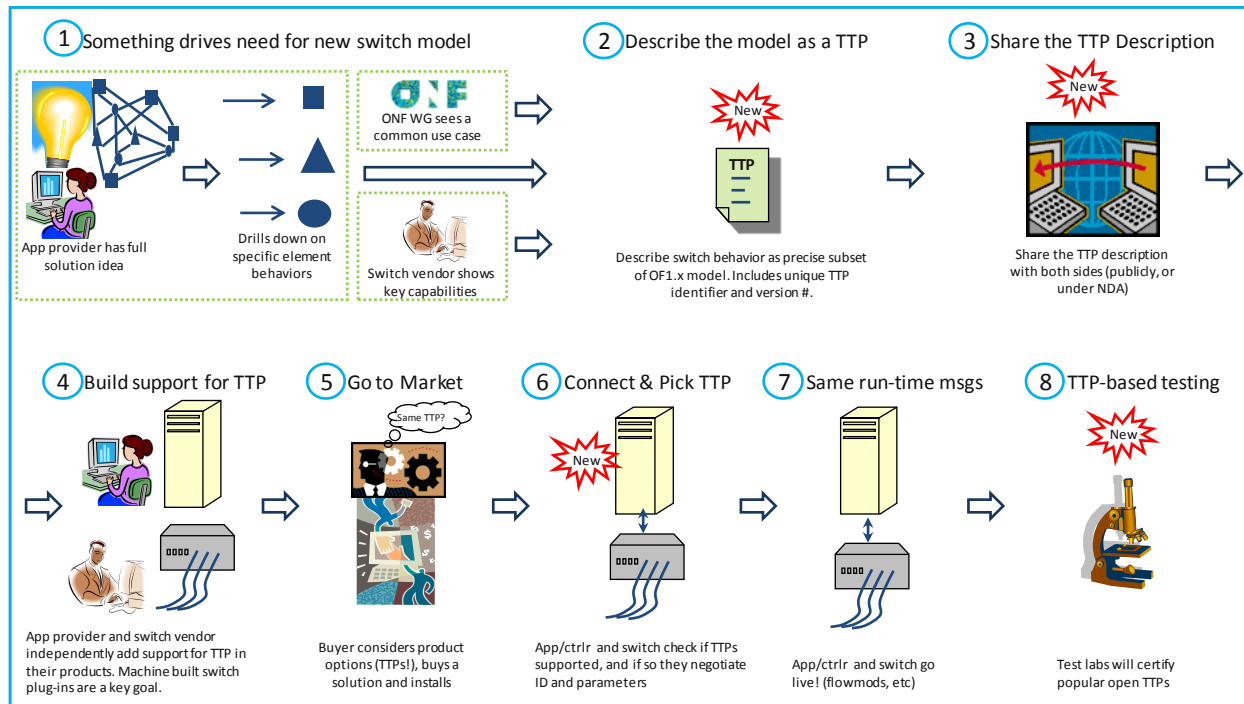 1 Something drives need for new switch model
App provider has full
solution idea
Drills down on
specific element
behaviors
ONF
ONF WG sees a
common use case
Switch vendor shows
key capabilities
2 Describe the model as a TTP
New
TTP
Describe switch behavior as precise subset
of OF1.x model. Includes unique TTP
identifier and version #.
3 Share the TTP Description
New
Share the TTP description
with both sides (publicly, or
under NDA)
4 Build support for TTP
App provider and switch vendor
independently add support for TTP in
their products. Machine built switch
plug-ins are a key goal.
5 Go to Market
Same TTP?
Buyer considers product
options (TTPs!), buys a
solution and installs
6 Connect & Pick TTP
New
App/ctrlr and switch check if TTPs
supported, and if so they negotiate
ID and parameters
7 Same run-time msgs
App/ctrlr and switch go
live! (flowmods, etc)
8 TTP-based testing
New
Test labs will certify
popular open TTPs